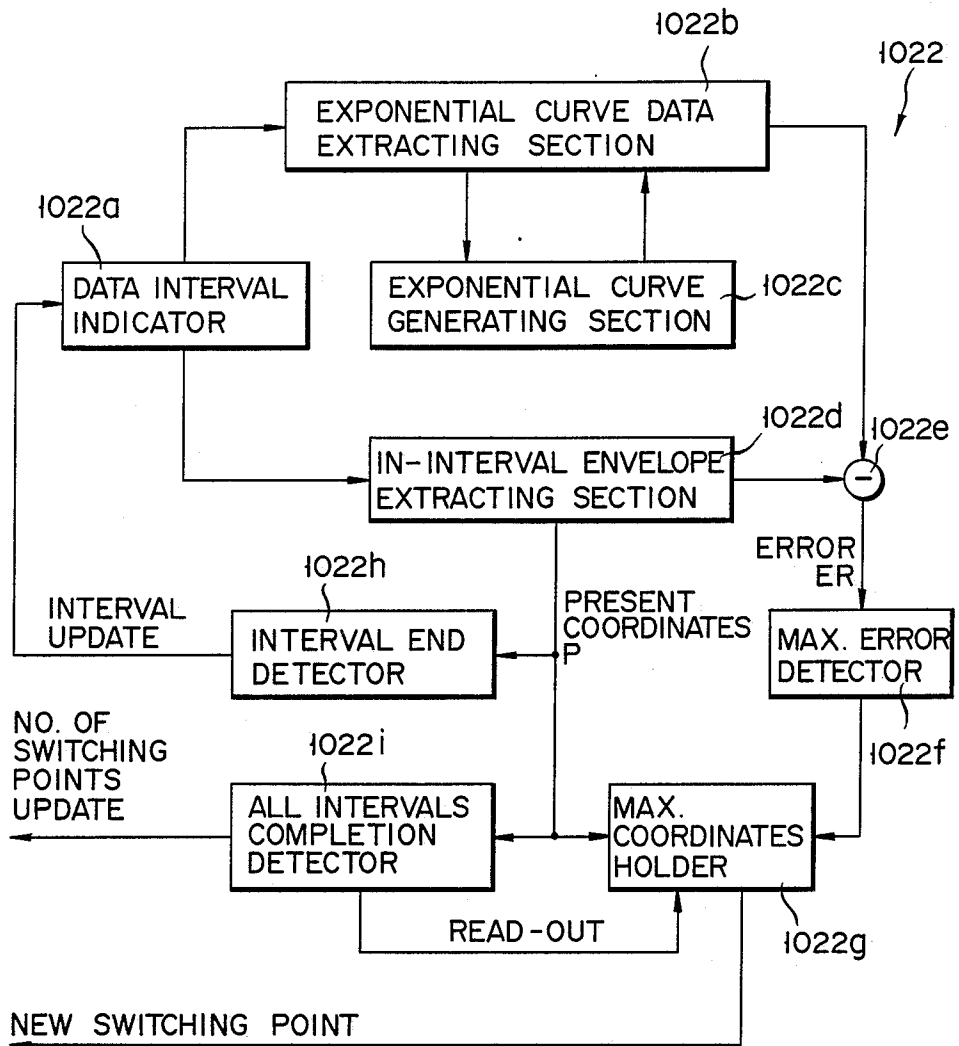 1022b
1022
EXPONENTIAL CURVE DATA
EXTRACTING SECTION
1022a
DATA INTERVAL
INDICATOR
EXPONENTIAL CURVE
GENERATING SECTION
1022c
1022d
1022e
IN-INTERVAL ENVELOPE
EXTRACTING SECTION
−
ERROR
ER
1022h
INTERVAL
UPDATE
INTERVAL END
DETECTOR
PRESENT
COORDINATES
P
MAX. ERROR
DETECTOR
1022f
NO. OF
SWITCHING
POINTS
UPDATE
1022i
ALL INTERVALS
COMPLETION
DETECTOR
MAX.
COORDINATES
HOLDER
READ-OUT
1022g
NEW SWITCHING POINT